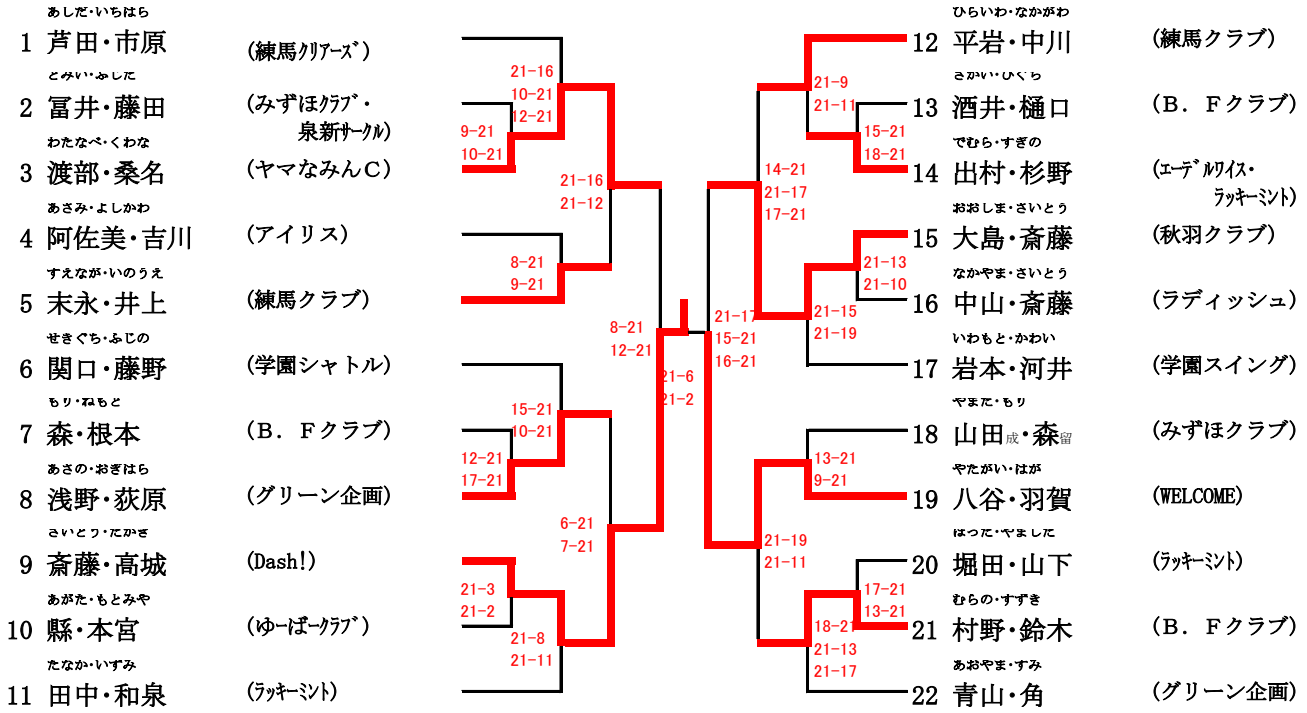 あしだ・いちはら
1 芦田・市原 (練馬ｸﾘｱｰｽﾞ)
とみい・ふじた
2 冨井・藤田 (みずほｸﾗﾌﾞ・
泉新ｻｰｸﾙ)
わたなべ・くわな
3 渡部・桑名 (ヤマなみんＣ)
あさみ・よしかわ
4 阿佐美・吉川 (アイリス)
すえなが・いのうえ
5 末永・井上 (練馬クラブ)
せきぐち・ふじの
6 関口・藤野 (学園シャトル)
もり・ねもと
7 森・根本 (Ｂ．Ｆクラブ)
あさの・おぎはら
8 浅野・荻原 (グリーン企画)
さいとう・たかぎ
9 斎藤・高城 (Dash!)
あがた・もとみや
10 縣・本宮 (ゆｰばｰｸﾗﾌﾞ)
たなか・いずみ
11 田中・和泉 (ﾗｯｷｰﾐﾝﾄ)
21-16
10-21
12-21
9-21
10-21
21-16
21-12
8-21
9-21
8-21
12-21
15-21
10-21
12-21
17-21
6-21
7-21
21-3
21-2
21-8
21-11
21-6
21-2
21-17
15-21
16-21
21-9
21-11
15-21
18-21
14-21
21-17
17-21
21-13
21-10
21-15
21-19
13-21
9-21
21-19
21-11
17-21
13-21
18-21
21-13
21-17
ひらいわ・なかがわ
12 平岩・中川 (練馬クラブ)
さかい・ひぐち
13 酒井・樋口 (Ｂ．Ｆクラブ)
でむら・すぎの
14 出村・杉野 (ｴｰﾃﾞﾙワイス・
ﾗｯｷｰミント)
おおしま・さいとう
15 大島・斎藤 (秋羽クラブ)
なかやま・さいとう
16 中山・斎藤 (ラディッシュ)
いわもと・かわい
17 岩本・河井 (学園スイング)
やまだ・もり
18 山田成・森留 (みずほクラブ)
やたがい・はが
19 八谷・羽賀 (WELCOME)
ほった・やました
20 堀田・山下 (ﾗｯｷｰﾐﾝﾄ)
むらの・すずき
21 村野・鈴木 (Ｂ．Ｆクラブ)
あおやま・すみ
22 青山・角 (グリーン企画)